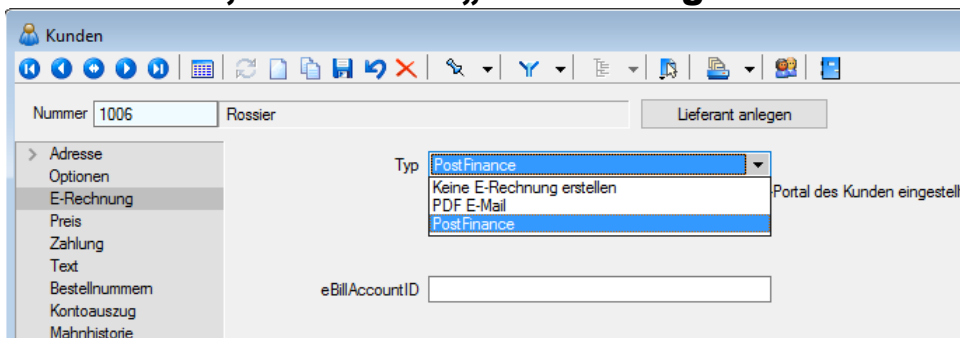 Kunden
Nummer 1006 Rossier Lieferant anlegen
Adresse
Optionen
E-Rechnung
Preis
Zahlung
Text
Bestellnummern
Kontoauszug
Mahnhistorie
Typ PostFinance
Keine E-Rechnung erstellen
PDF E-Mail
PostFinance
-Portal des Kunden eingestell
eBillAccountID